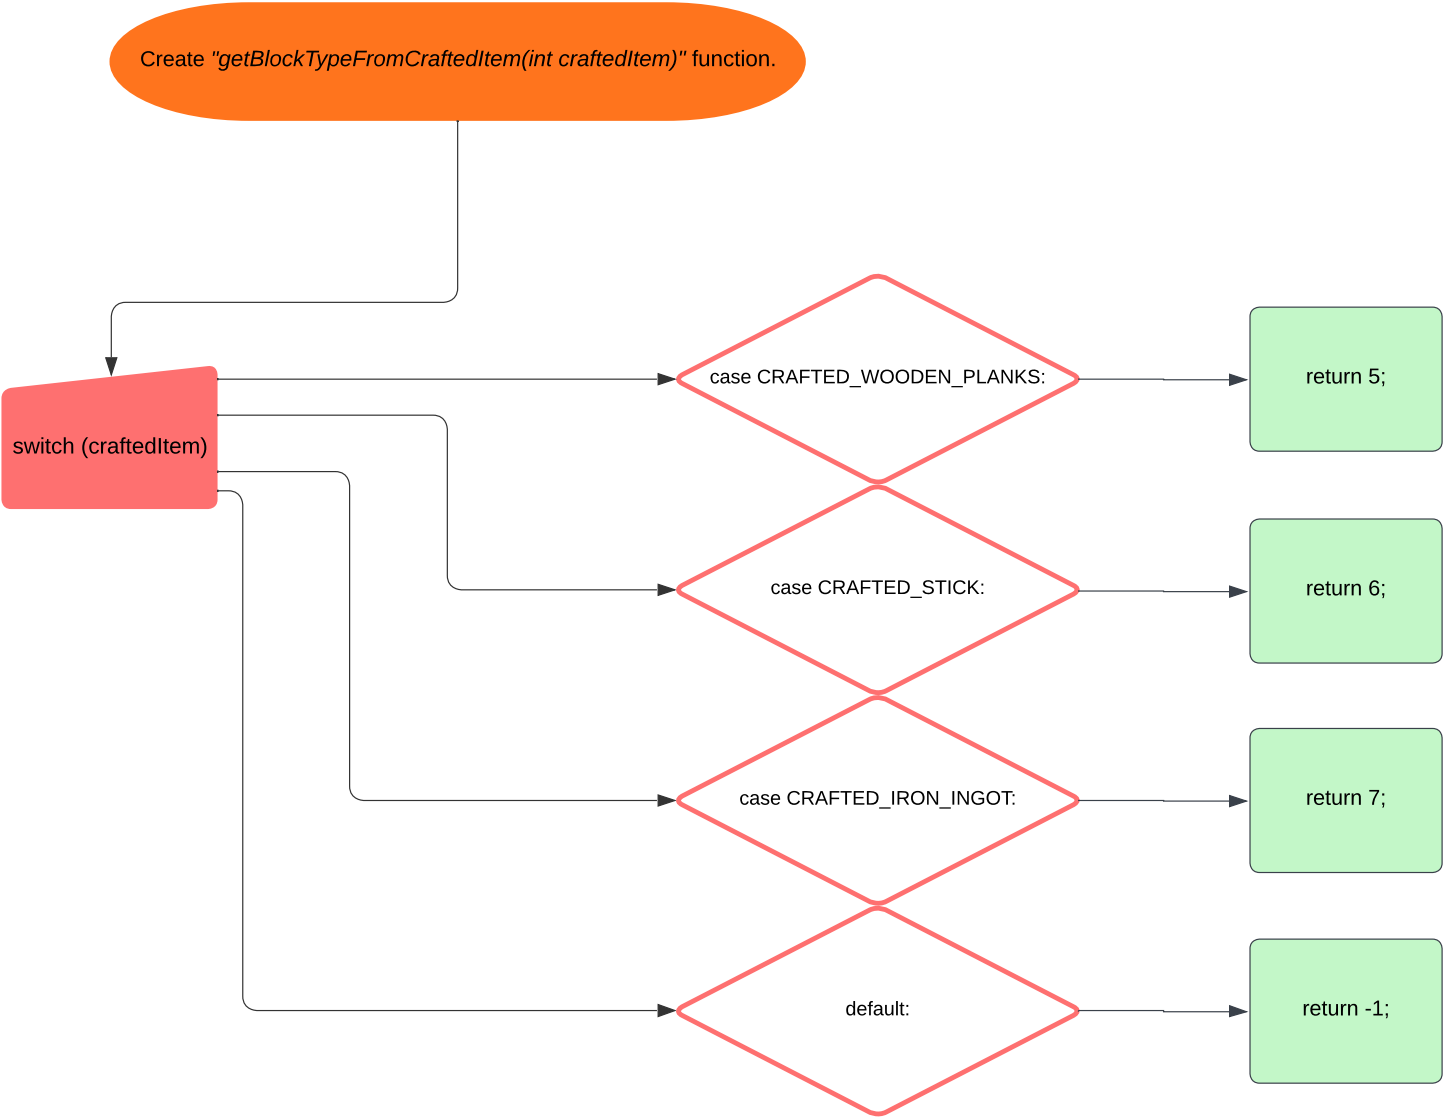 Create "getBlockTypeFromCraftedItem(int craftedItem)" function.
switch (craftedItem)
case CRAFTED_WOODEN_PLANKS:
return 5;
case CRAFTED_STICK:
return 6;
case CRAFTED_IRON_INGOT:
return 7;
default:
return -1;